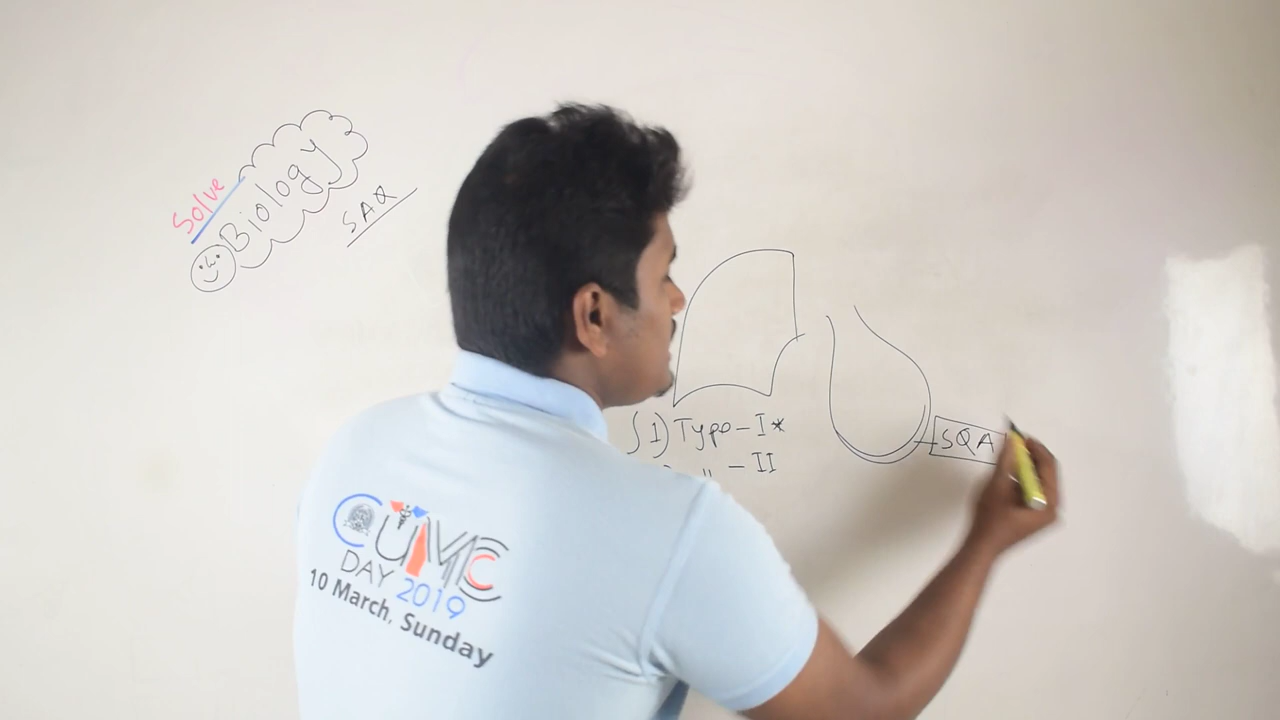 Solve
Biology
SAQ
1) Type-I*
" -II
SQA
CUMC
DAY 2019
10 March, Sunday